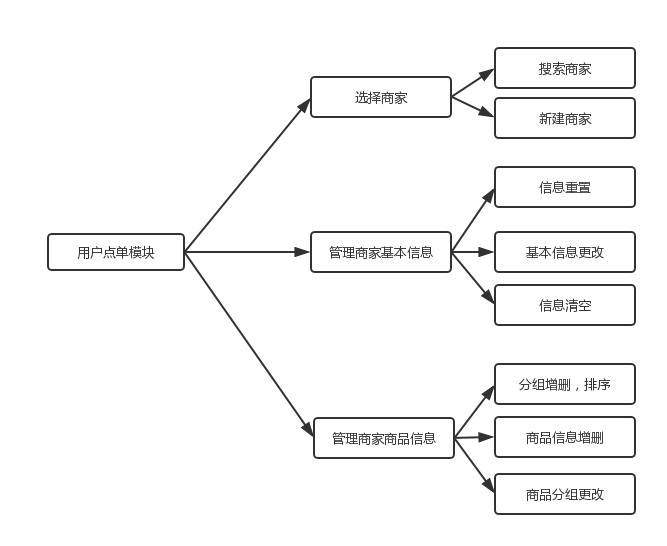 用户点单模块
选择商家
搜索商家
新建商家
管理商家基本信息
信息重置
基本信息更改
信息清空
管理商家商品信息
分组增删，排序
商品信息增删
商品分组更改